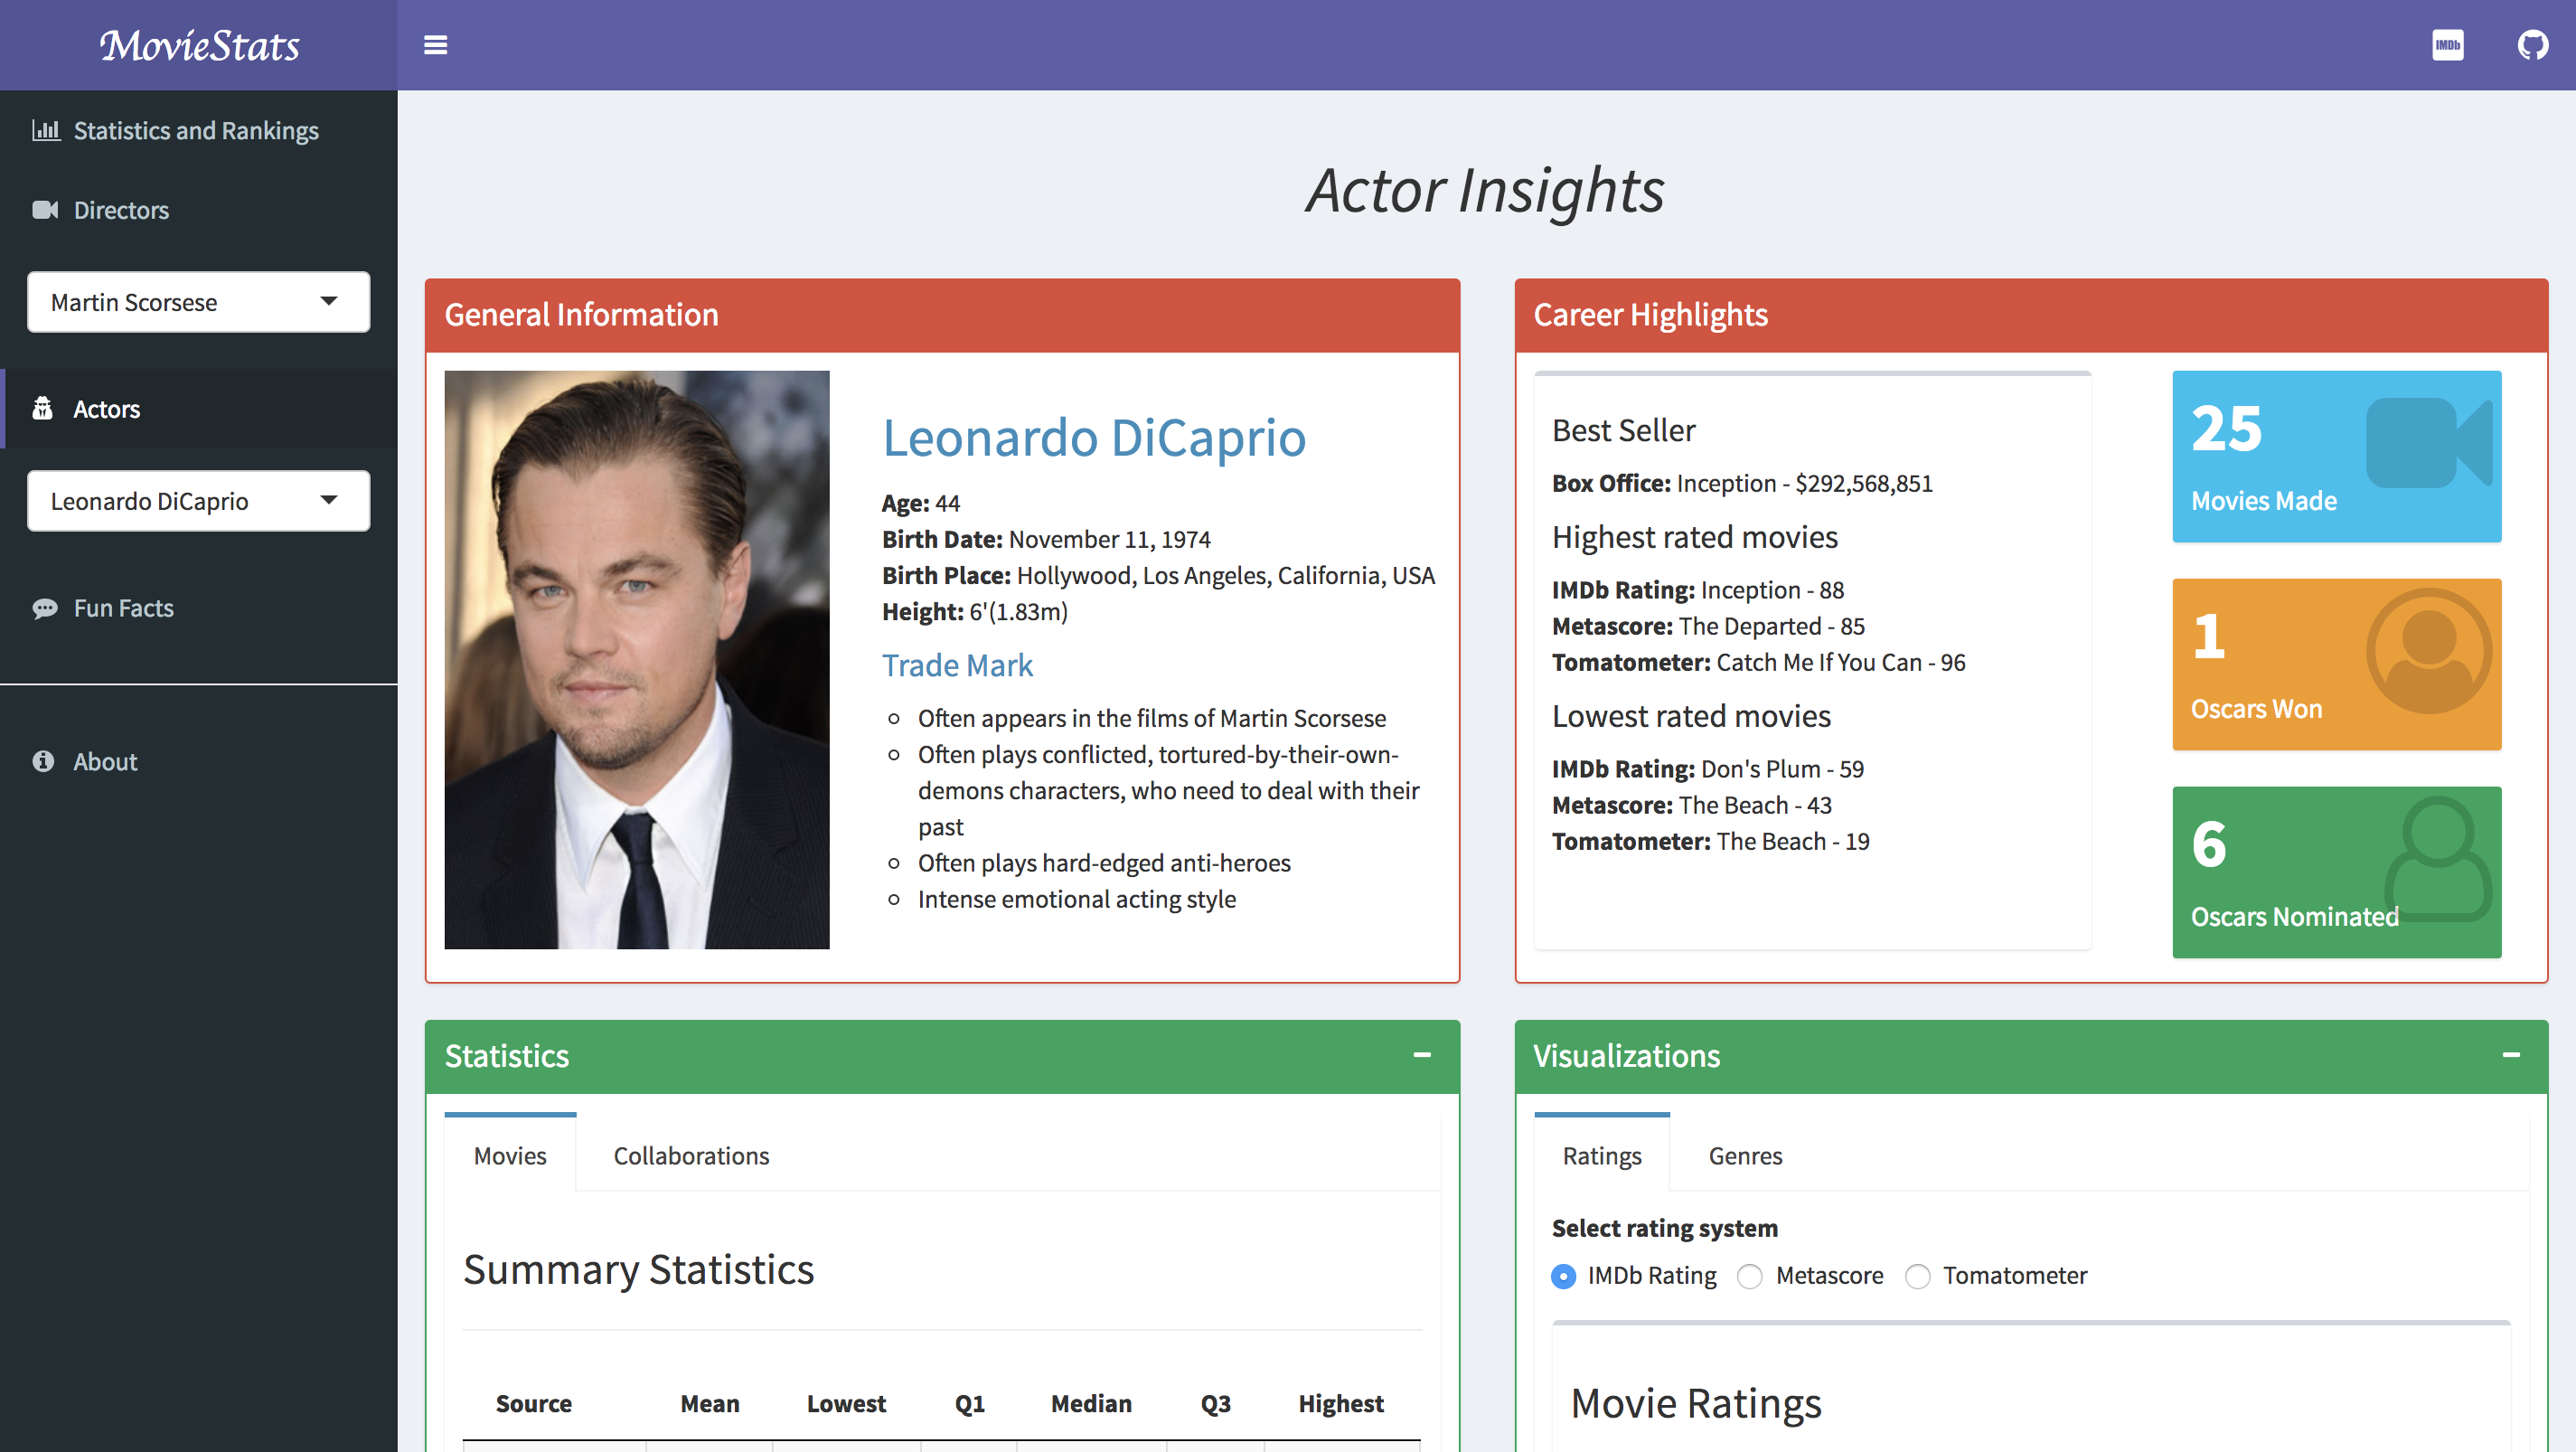 MovieStats
IMDb
Statistics and Rankings
Directors
Martin Scorsese
Actors
Leonardo DiCaprio
Fun Facts
About
Actor Insights
General Information
Leonardo DiCaprio
Age: 44
Birth Date: November 11, 1974
Birth Place: Hollywood, Los Angeles, California, USA
Height: 6'(1.83m)
Trade Mark
Often appears in the films of Martin Scorsese
Often plays conflicted, tortured-by-their-own-
demons characters, who need to deal with their
past
Often plays hard-edged anti-heroes
Intense emotional acting style
Career Highlights
Best Seller
Box Office: Inception - $292,568,851
Highest rated movies
IMDb Rating: Inception - 88
Metascore: The Departed - 85
Tomatometer: Catch Me If You Can - 96
Lowest rated movies
IMDb Rating: Don's Plum - 59
Metascore: The Beach - 43
Tomatometer: The Beach - 19
25
Movies Made
1
Oscars Won
6
Oscars Nominated
Statistics
Movies Collaborations
Summary Statistics
Source Mean Lowest Q1 Median Q3 Highest
Visualizations
Ratings Genres
Select rating system
IMDb Rating Metascore Tomatometer
Movie Ratings